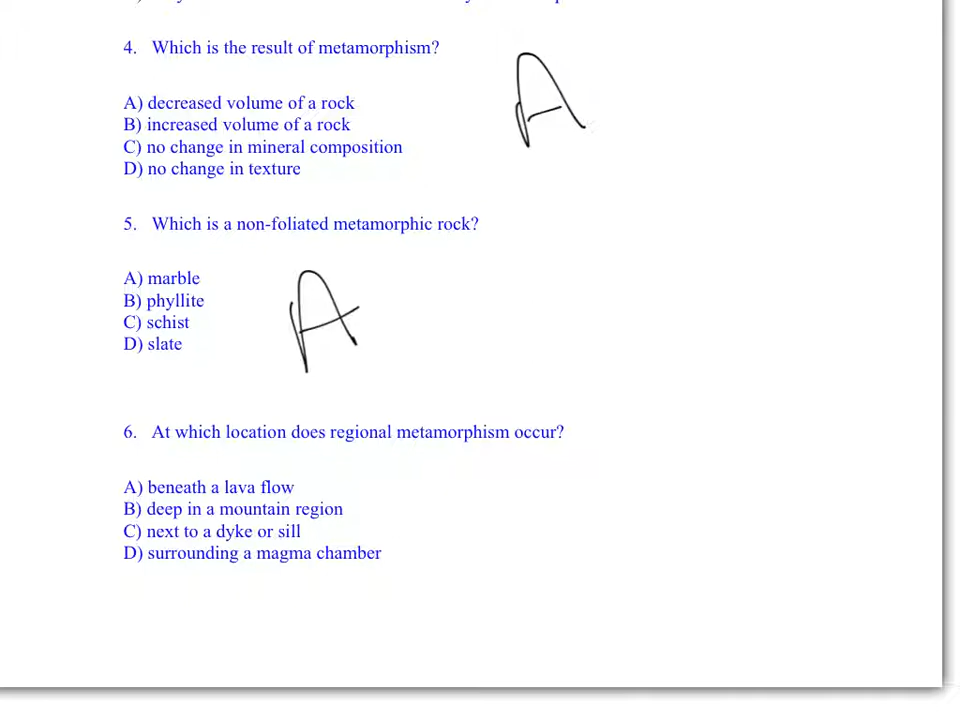 4. Which is the result of metamorphism?
A
A) decreased volume of a rock
B) increased volume of a rock
C) no change in mineral composition
D) no change in texture
5. Which is a non-foliated metamorphic rock?
A) marble
A
B) phyllite
C) schist
D) slate
6. At which location does regional metamorphism occur?
A) beneath a lava flow
B) deep in a mountain region
C) next to a dyke or sill
D) surrounding a magma chamber